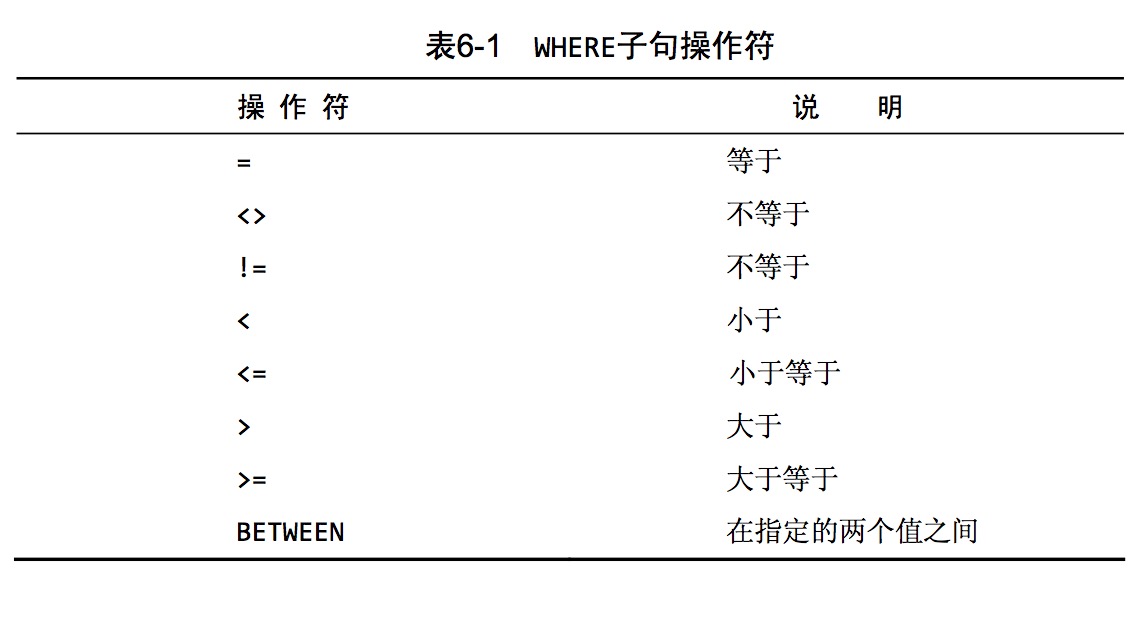 表6-1 WHERE子句操作符
操 作 符 说 明
= 等于
<> 不等于
!= 不等于
< 小于
<= 小于等于
> 大于
>= 大于等于
BETWEEN 在指定的两个值之间